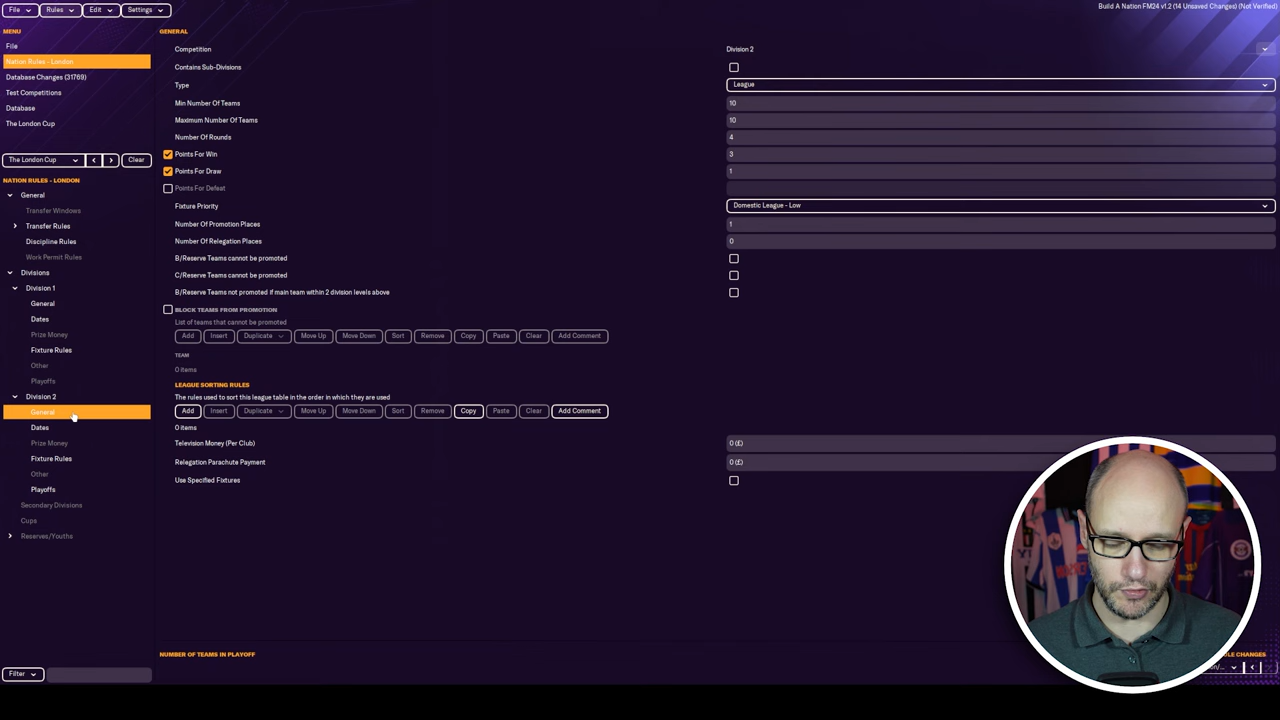 File Rules Edit Settings
Build A Nation FM24 v1.2 (14 Unsaved Changes) (Not Verified)
MENU
File
Nation Rules - London
Database Changes (31769)
Test Competitions
Database
The London Cup
The London Cup < > Clear
NATION RULES - LONDON
General
Transfer Windows
Transfer Rules
Discipline Rules
Work Permit Rules
Divisions
Division 1
General
Dates
Prize Money
Fixture Rules
Other
Playoffs
Division 2
General
Dates
Prize Money
Fixture Rules
Other
Playoffs
Secondary Divisions
Cups
Reserves/Youths
Filter
GENERAL
Competition Division 2
Contains Sub-Divisions
Type League
Min Number Of Teams 10
Maximum Number Of Teams 10
Number Of Rounds 4
Points For Win 3
Points For Draw 1
Points For Defeat
Fixture Priority Domestic League - Low
Number Of Promotion Places 1
Number Of Relegation Places 0
B/Reserve Teams cannot be promoted
C/Reserve Teams cannot be promoted
B/Reserve Teams not promoted if main team within 2 division levels above
BLOCK TEAMS FROM PROMOTION
List of teams that cannot be promoted
Add Insert Duplicate Move Up Move Down Sort Remove Copy Paste Clear Add Comment
TEAM
0 items
LEAGUE SORTING RULES
The rules used to sort this league table in the order in which they are used
Add Insert Duplicate Move Up Move Down Sort Remove Copy Paste Clear Add Comment
0 items
Television Money (Per Club) 0 (£)
Relegation Parachute Payment 0 (£)
Use Specified Fixtures
NUMBER OF TEAMS IN PLAYOFF
CHANGES